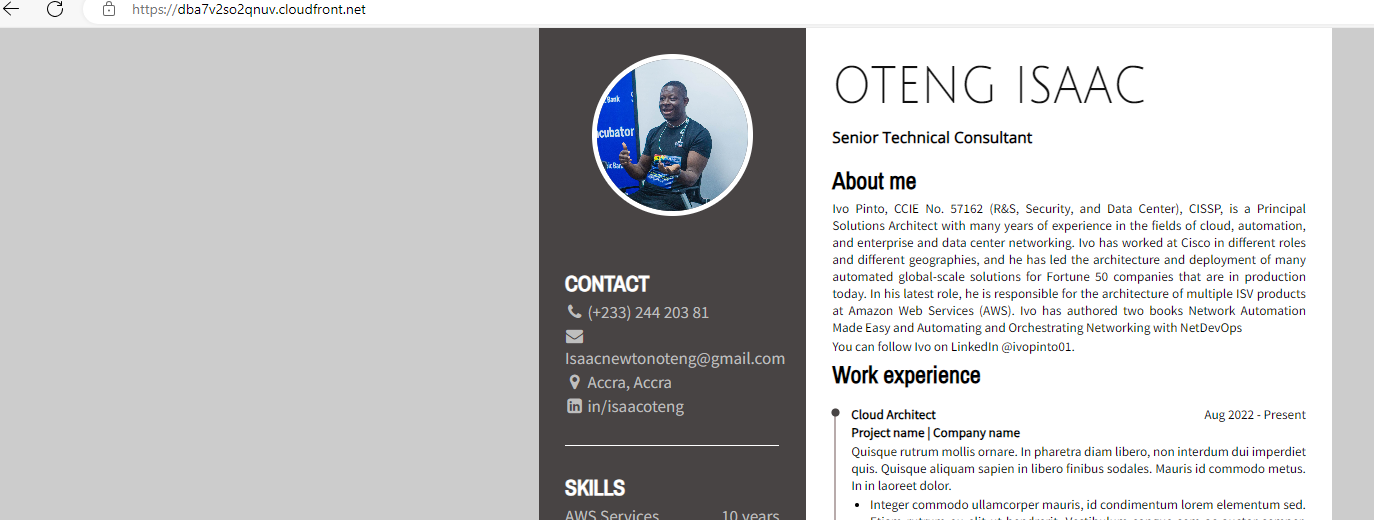 https://dba7v2so2qnuv.cloudfront.net
ic Bank
cubator
ic Bank
CONTACT
(+233) 244 203 81
Isaacnewtonoteng@gmail.com
Accra, Accra
in/isaacoteng
SKILLS
AWS Services 10 years
OTENG ISAAC
Senior Technical Consultant
About me
Ivo Pinto, CCIE No. 57162 (R&S, Security, and Data Center), CISSP, is a Principal
Solutions Architect with many years of experience in the fields of cloud, automation,
and enterprise and data center networking. Ivo has worked at Cisco in different roles
and different geographies, and he has led the architecture and deployment of many
automated global-scale solutions for Fortune 50 companies that are in production
today. In his latest role, he is responsible for the architecture of multiple ISV products
at Amazon Web Services (AWS). Ivo has authored two books Network Automation
Made Easy and Automating and Orchestrating Networking with NetDevOps
You can follow Ivo on LinkedIn @ivopinto01.
Work experience
Cloud Architect Aug 2022 - Present
Project name | Company name
Quisque rutrum mollis ornare. In pharetra diam libero, non interdum dui imperdiet
quis. Quisque aliquam sapien in libero finibus sodales. Mauris id commodo metus.
In in laoreet dolor.
Integer commodo ullamcorper mauris, id condimentum lorem elementum sed.